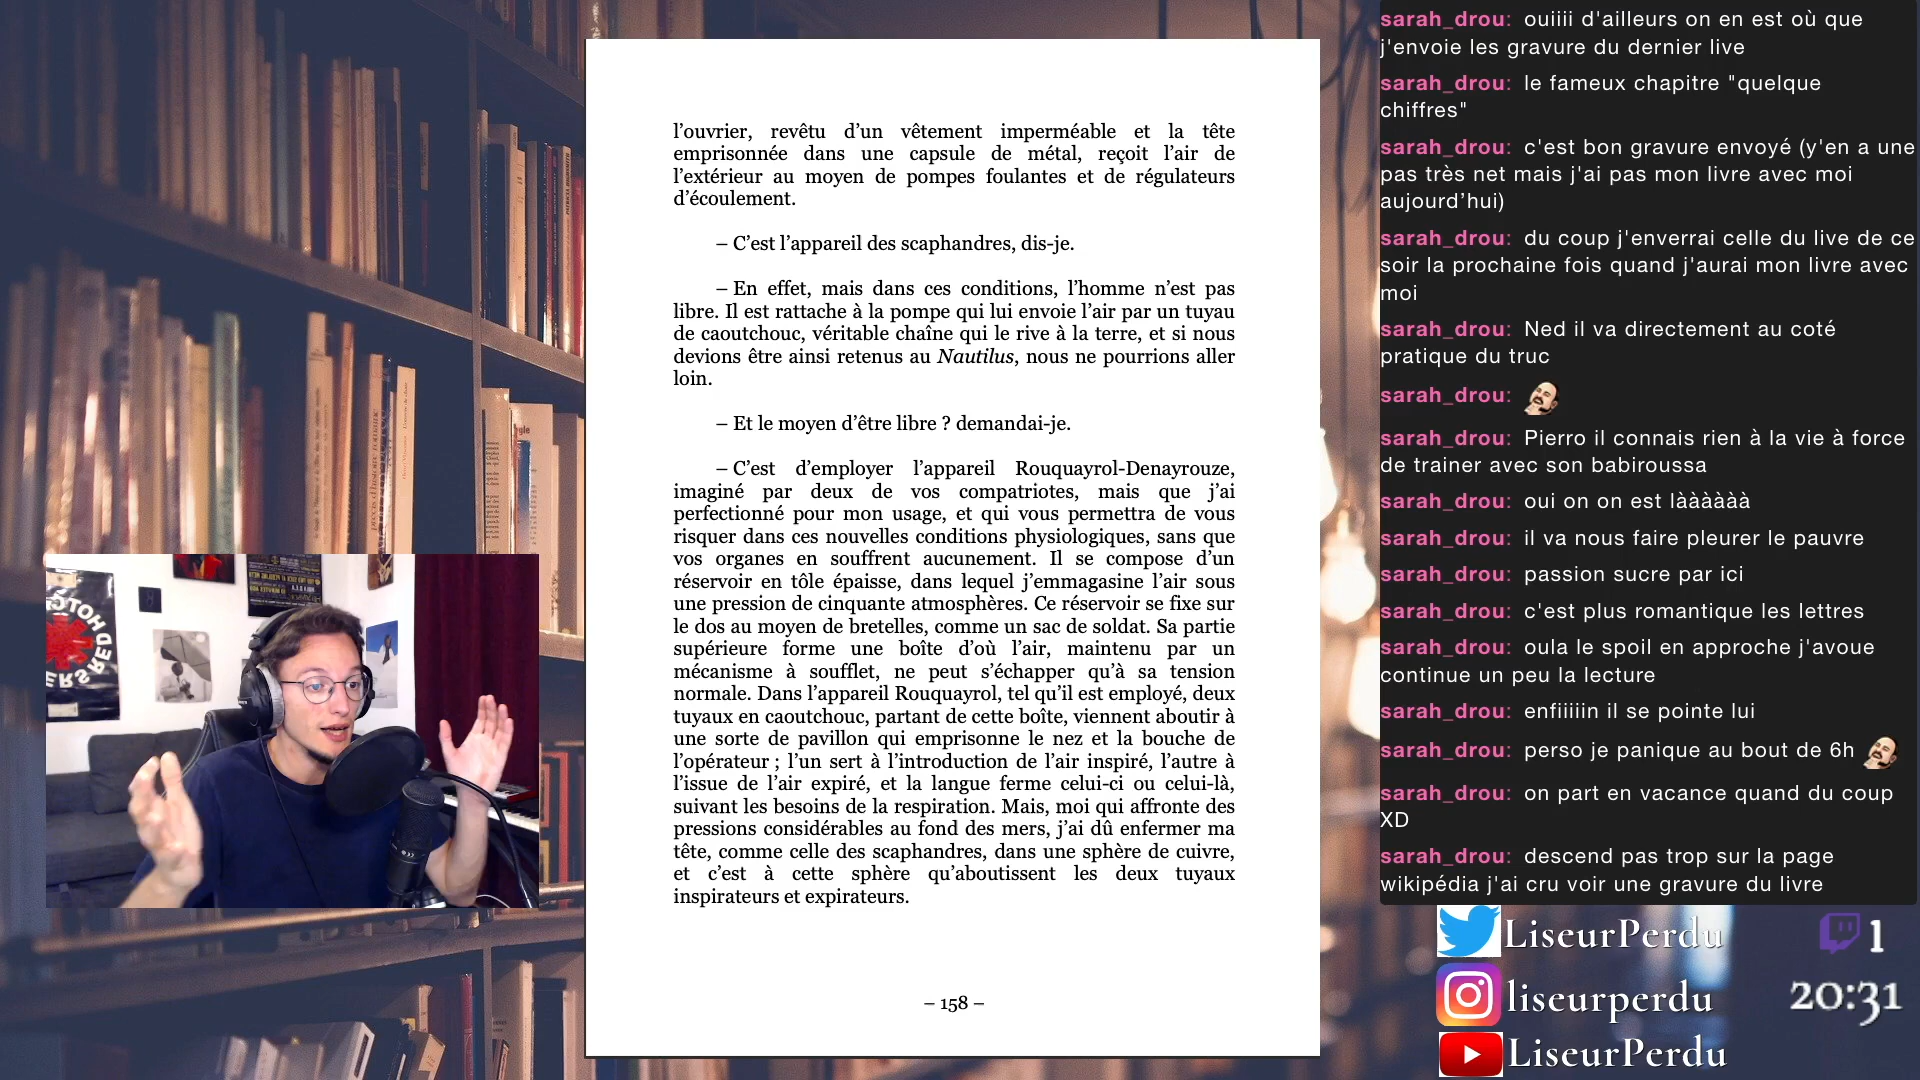 l’ouvrier, revêtu d’un vêtement imperméable et la tête
emprisonnée dans une capsule de métal, reçoit l’air de
l’extérieur au moyen de pompes foulantes et de régulateurs
d’écoulement.
– C’est l’appareil des scaphandres, dis-je.
– En effet, mais dans ces conditions, l’homme n’est pas
libre. Il est rattache à la pompe qui lui envoie l’air par un tuyau
de caoutchouc, véritable chaîne qui le rive à la terre, et si nous
devions être ainsi retenus au Nautilus, nous ne pourrions aller
loin.
– Et le moyen d’être libre ? demandai-je.
– C’est d’employer l’appareil Rouquayrol-Denayrouze,
imaginé par deux de vos compatriotes, mais que j’ai
perfectionné pour mon usage, et qui vous permettra de vous
risquer dans ces nouvelles conditions physiologiques, sans que
vos organes en souffrent aucunement. Il se compose d’un
réservoir en tôle épaisse, dans lequel j’emmagasine l’air sous
une pression de cinquante atmosphères. Ce réservoir se fixe sur
le dos au moyen de bretelles, comme un sac de soldat. Sa partie
supérieure forme une boîte d’où l’air, maintenu par un
mécanisme à soufflet, ne peut s’échapper qu’à sa tension
normale. Dans l’appareil Rouquayrol, tel qu’il est employé, deux
tuyaux en caoutchouc, partant de cette boîte, viennent aboutir à
une sorte de pavillon qui emprisonne le nez et la bouche de
l’opérateur ; l’un sert à l’introduction de l’air inspiré, l’autre à
l’issue de l’air expiré, et la langue ferme celui-ci ou celui-là,
suivant les besoins de la respiration. Mais, moi qui affronte des
pressions considérables au fond des mers, j’ai dû enfermer ma
tête, comme celle des scaphandres, dans une sphère de cuivre,
et c’est à cette sphère qu’aboutissent les deux tuyaux
inspirateurs et expirateurs.
– 158 –
sarah_drou: ouiiii d'ailleurs on en est où que
j'envoie les gravure du dernier live
sarah_drou: le fameux chapitre "quelque
chiffres"
sarah_drou: c'est bon gravure envoyé (y'en a une
pas très net mais j'ai pas mon livre avec moi
aujourd'hui)
sarah_drou: du coup j'enverrai celle du live de ce
soir la prochaine fois quand j'aurai mon livre avec
moi
sarah_drou: Ned il va directement au coté
pratique du truc
sarah_drou:
sarah_drou: Pierro il connais rien à la vie à force
de trainer avec son babiroussa
sarah_drou: oui on on est lààààààà
sarah_drou: il va nous faire pleurer le pauvre
sarah_drou: passion sucre par ici
sarah_drou: c'est plus romantique les lettres
sarah_drou: oula le spoil en approche j'avoue
continue un peu la lecture
sarah_drou: enfiiiiin il se pointe lui
sarah_drou: perso je panique au bout de 6h
sarah_drou: on part en vacance quand du coup
XD
sarah_drou: descend pas trop sur la page
wikipédia j'ai cru voir une gravure du livre
LiseurPerdu
1
liseurperdu
20:31
LiseurPerdu